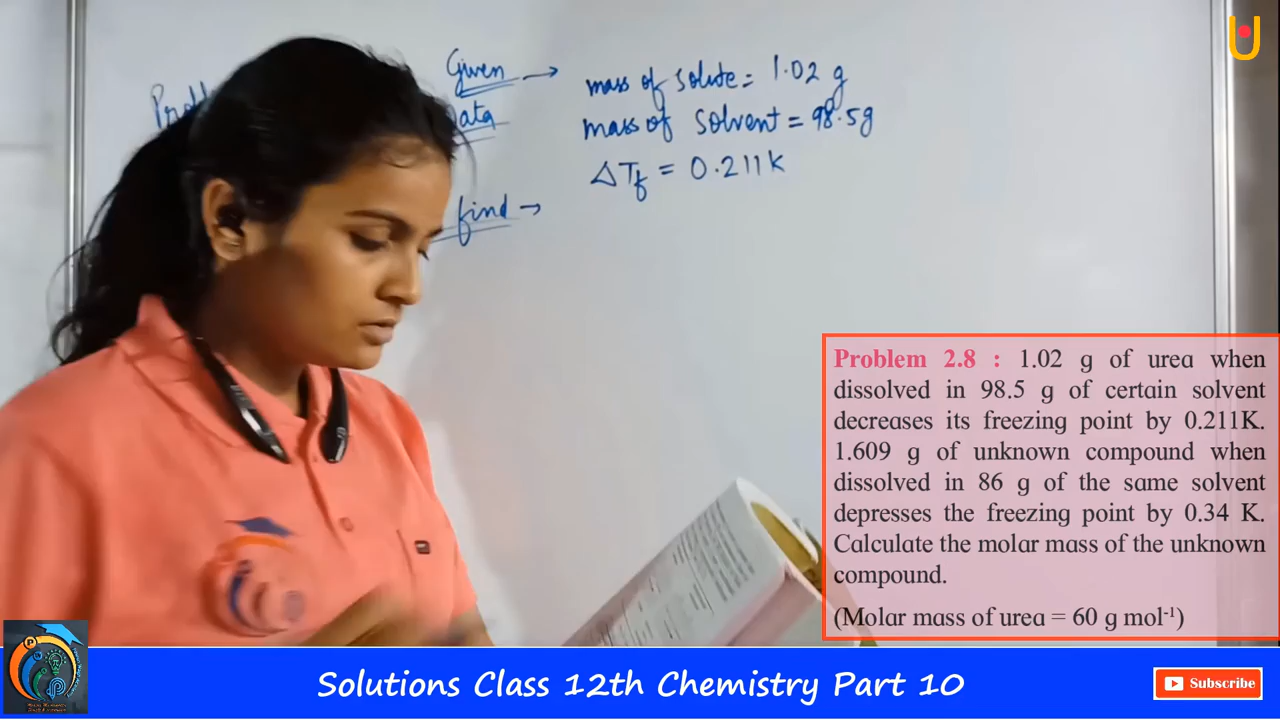 Given →
Data
find →
mass of solute = 1.02 g
mass of solvent = 98.5g
ΔTf = 0.211k
U
Problem 2.8 : 1.02 g of urea when
dissolved in 98.5 g of certain solvent
decreases its freezing point by 0.211K.
1.609 g of unknown compound when
dissolved in 86 g of the same solvent
depresses the freezing point by 0.34 K.
Calculate the molar mass of the unknown
compound.
(Molar mass of urea = 60 g mol⁻¹)
Solutions Class 12th Chemistry Part 10
Subscribe